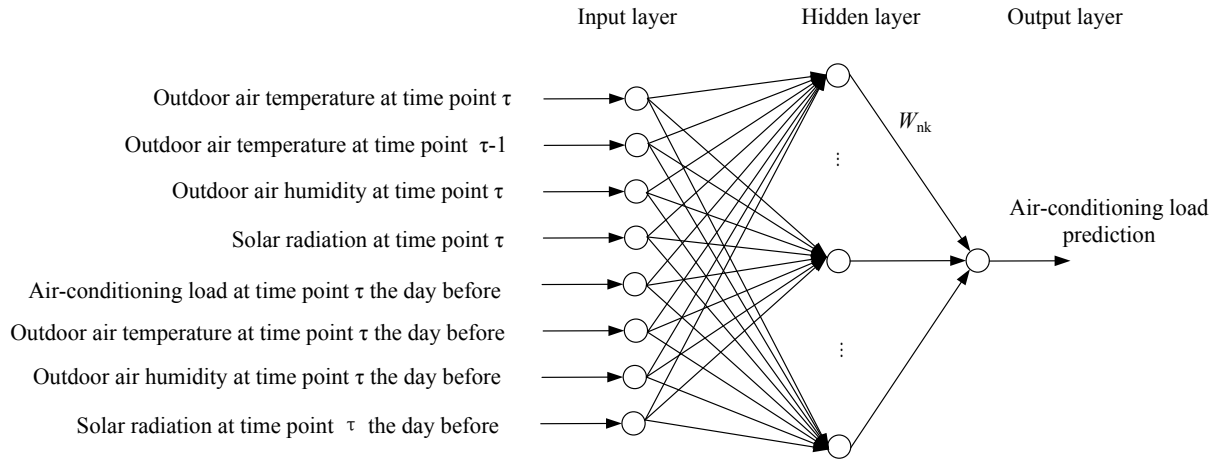 Input layer
Hidden layer
Output layer
Outdoor air temperature at time point τ
Outdoor air temperature at time point τ-1
Outdoor air humidity at time point τ
Solar radiation at time point τ
Air-conditioning load at time point τ the day before
Outdoor air temperature at time point τ the day before
Outdoor air humidity at time point τ the day before
Solar radiation at time point τ the day before
Wnk
...
...
Air-conditioning load
prediction